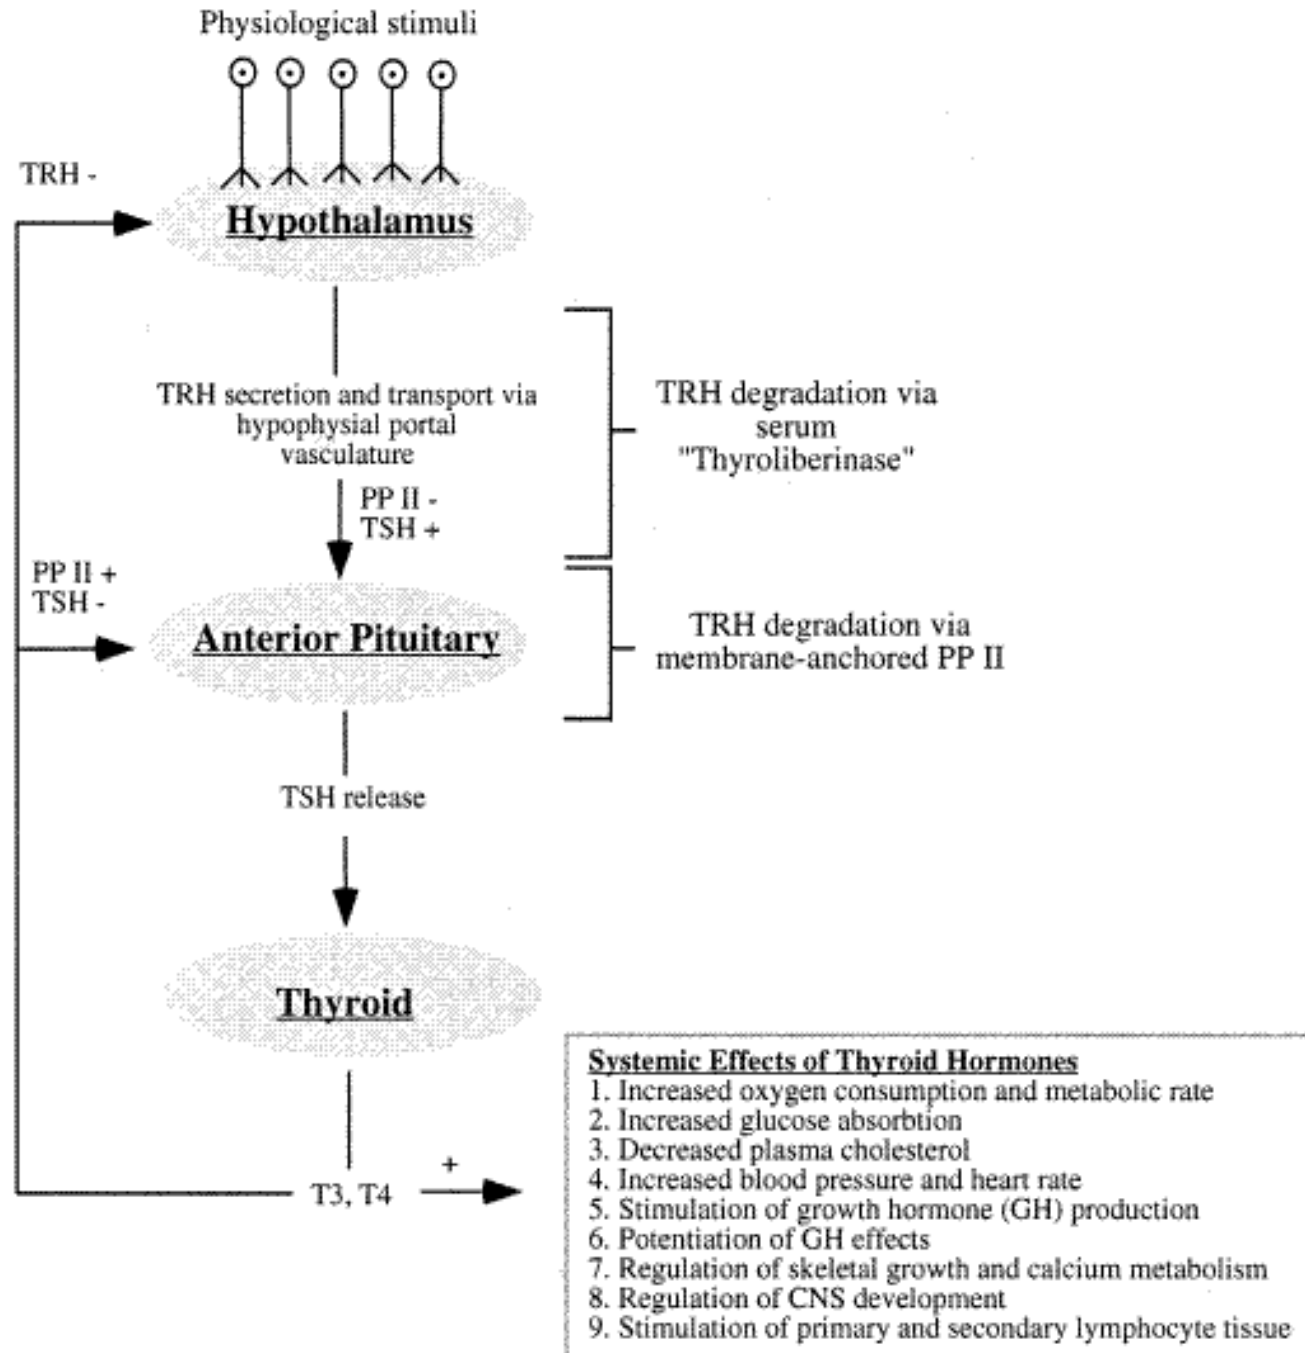 Physiological stimuli
TRH -
Hypothalamus
TRH secretion and transport via
hypophysial portal
vasculature
TRH degradation via
serum
"Thyroliberinase"
PP II -
TSH +
PP II +
TSH -
Anterior Pituitary
TRH degradation via
membrane-anchored PP II
TSH release
Thyroid
T3, T4
+
Systemic Effects of Thyroid Hormones
1. Increased oxygen consumption and metabolic rate
2. Increased glucose absorbtion
3. Decreased plasma cholesterol
4. Increased blood pressure and heart rate
5. Stimulation of growth hormone (GH) production
6. Potentiation of GH effects
7. Regulation of skeletal growth and calcium metabolism
8. Regulation of CNS development
9. Stimulation of primary and secondary lymphocyte tissue